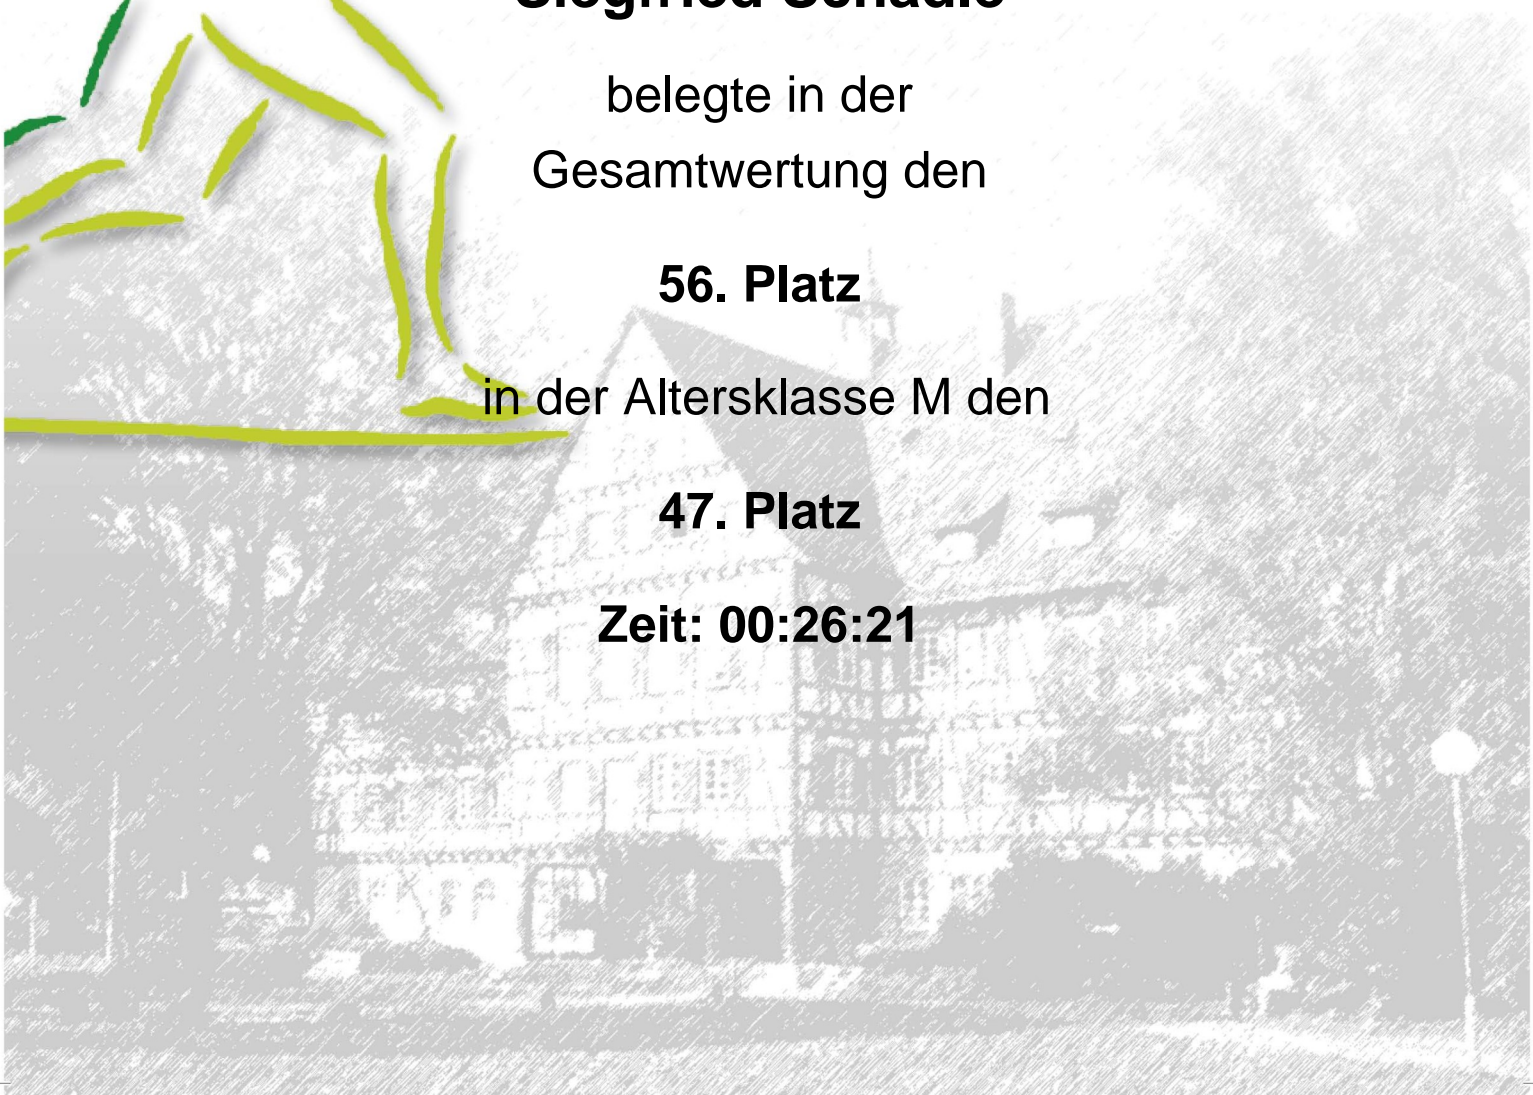 belegte in der
Gesamtwertung den
56. Platz
in der Altersklasse M den
47. Platz
Zeit: 00:26:21